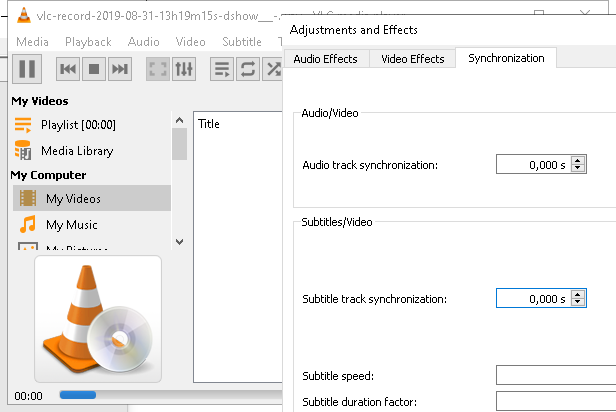 vlc-record-2019-08-31-13h19m15s-dshow__-.
Adjustments and Effects
Media Playback Audio Video Subtitle
Audio Effects Video Effects Synchronization
My Videos
Playlist [00:00]
Media Library
My Computer
My Videos
My Music
My Pictures
00:00
Title
Audio/Video
Audio track synchronization: 0,000 s
Subtitles/Video
Subtitle track synchronization: 0,000 s
Subtitle speed:
Subtitle duration factor: